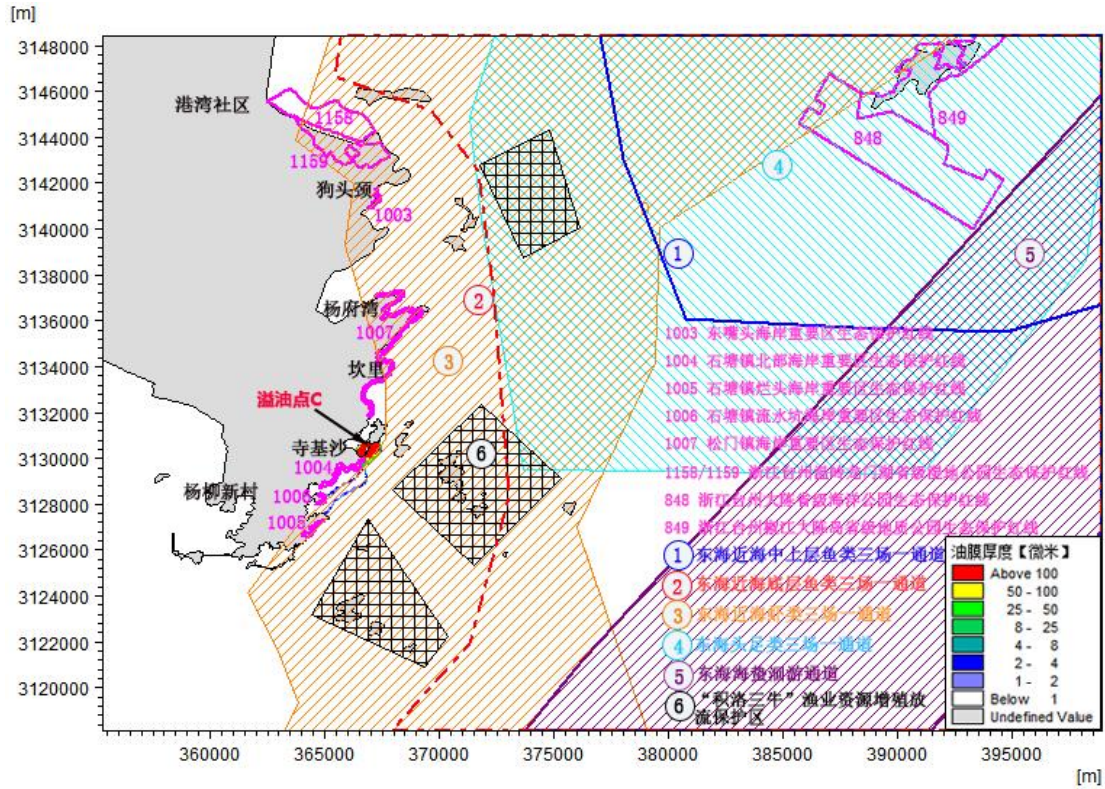 [m]
3148000
3146000
3144000
3142000
3140000
3138000
3136000
3134000
3132000
3130000
3128000
3126000
3124000
3122000
3120000
港湾社区
1158
1159
狗头颈
1003
杨府湾
1007
坎里
溢油点C
寺基沙
1004
杨柳新村
1006
1005
848
849
①
②
③
④
⑤
⑥
1003 东嘴头海岸重要区生态保护红线
1004 石塘镇北部海岸重要区生态保护红线
1005 石塘镇烂头海岸重要区生态保护红线
1006 石塘镇流水坑海岸重要区生态保护红线
1007 松门镇海岸重要区生态保护红线
1158/1159 浙江台州温岭龙门湖省级湿地公园生态保护红线
848 浙江台州大陈省级海洋公园生态保护红线
849 浙江台州椒江大陈岛省级地质公园生态保护红线
① 东海近海中上层鱼类三场一通道
② 东海近海底层鱼类三场一通道
③ 东海近海虾类三场一通道
④ 东海头足类三场一通道
⑤ 东海海蜇洄游通道
⑥ “积洛三牛”渔业资源增殖放
流保护区
油膜厚度【微米】
Above 100
50 - 100
25 - 50
8 - 25
4 - 8
2 - 4
1 - 2
Below 1
Undefined Value
360000 365000 370000 375000 380000 385000 390000 395000
[m]